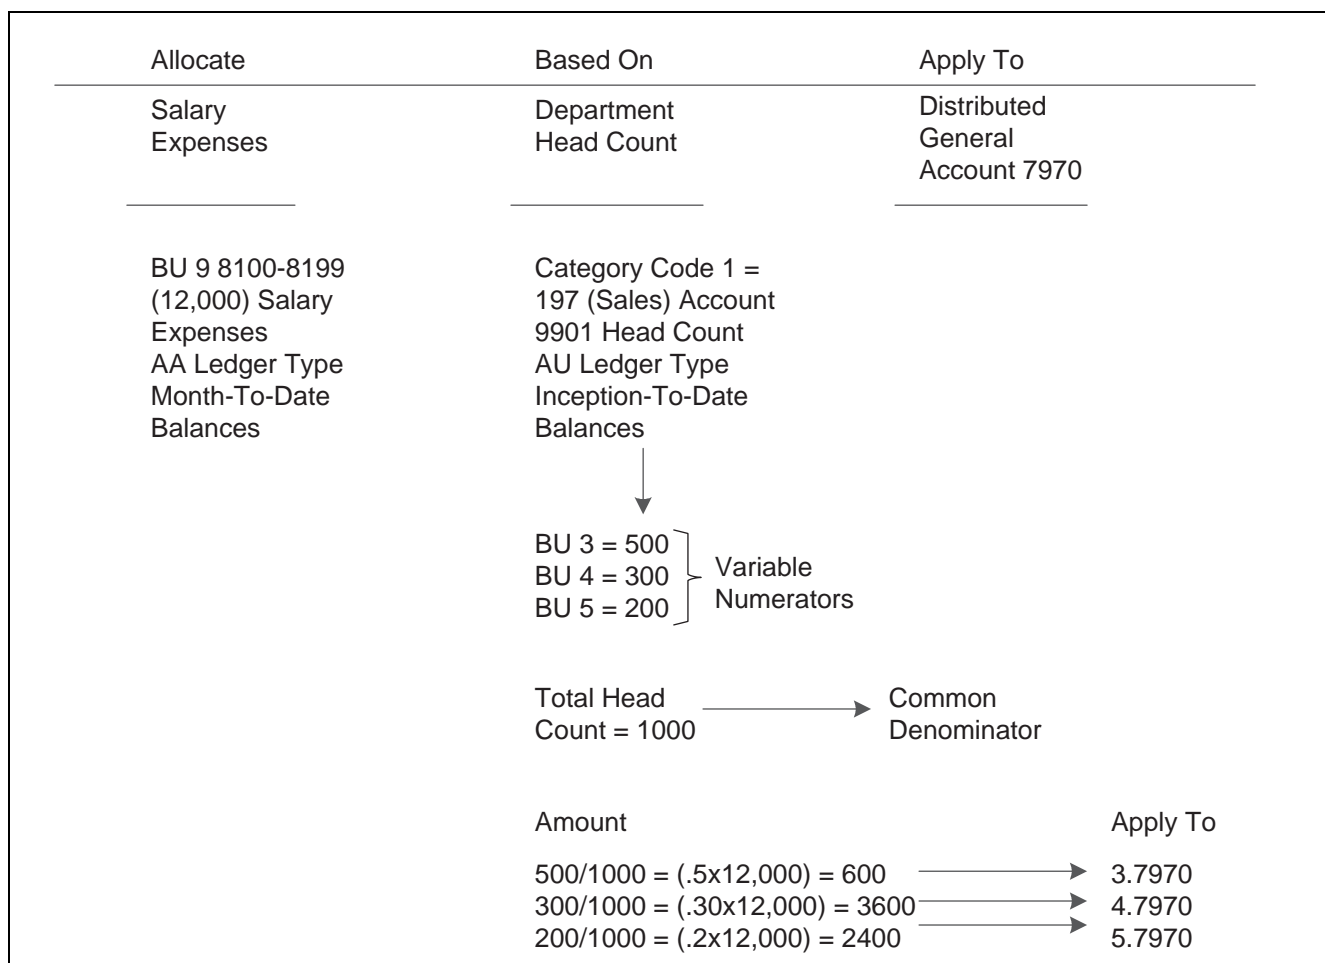 Allocate
Based On
Apply To
Salary
Expenses
Department
Head Count
Distributed
General
Account 7970
BU 9 8100-8199
(12,000) Salary
Expenses
AA Ledger Type
Month-To-Date
Balances
Category Code 1 =
197 (Sales) Account
9901 Head Count
AU Ledger Type
Inception-To-Date
Balances
BU 3 = 500
BU 4 = 300
BU 5 = 200
Variable
Numerators
Total Head
Count = 1000
Common
Denominator
Amount
Apply To
500/1000 = (.5x12,000) = 600
3.7970
300/1000 = (.30x12,000) = 3600
4.7970
200/1000 = (.2x12,000) = 2400
5.7970